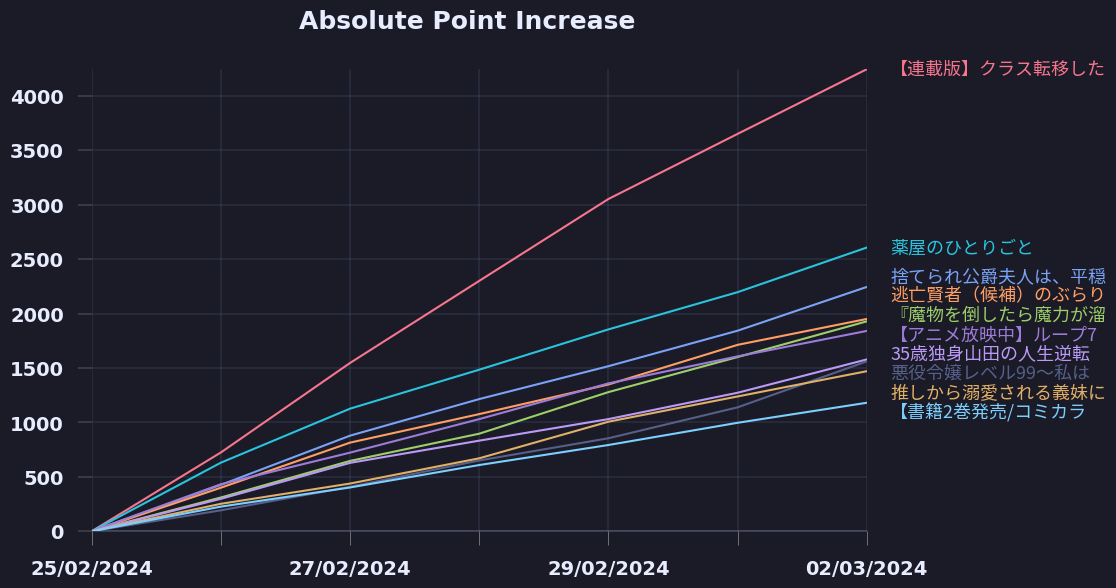 Absolute Point Increase
4000
3500
3000
2500
2000
1500
1000
500
0
25/02/2024
27/02/2024
29/02/2024
02/03/2024
【連載版】クラス転移した
薬屋のひとりごと
捨てられ公爵夫人は、平穏
逃亡賢者（候補）のぶらり
『魔物を倒したら魔力が溜
【アニメ放映中】ループ7
35歳独身山田の人生逆転
悪役令嬢レベル99～私は
推しから溺愛される義妹に
【書籍2巻発売/コミカラ